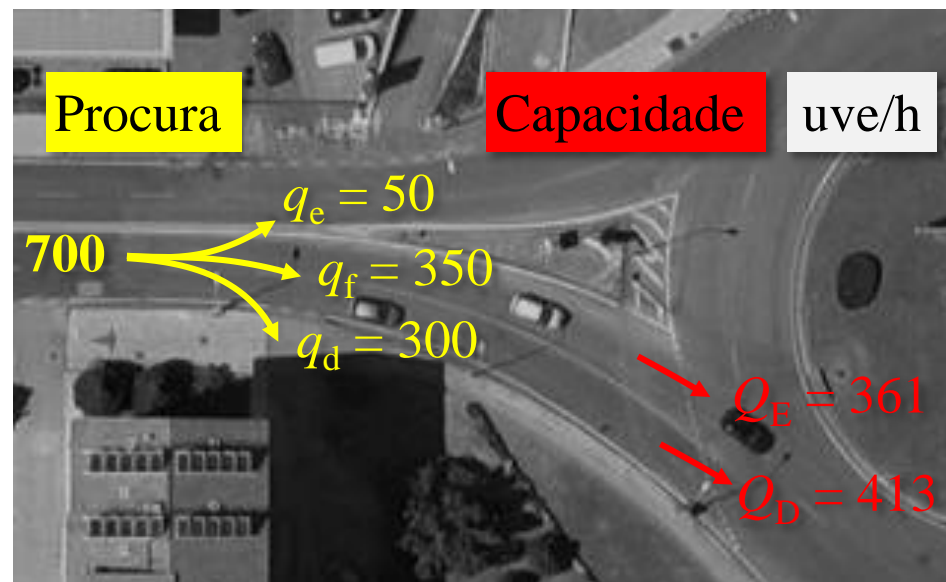 Procura
Capacidade
uve/h
700
qe = 50
qf = 350
qd = 300
QE = 361
QD = 413